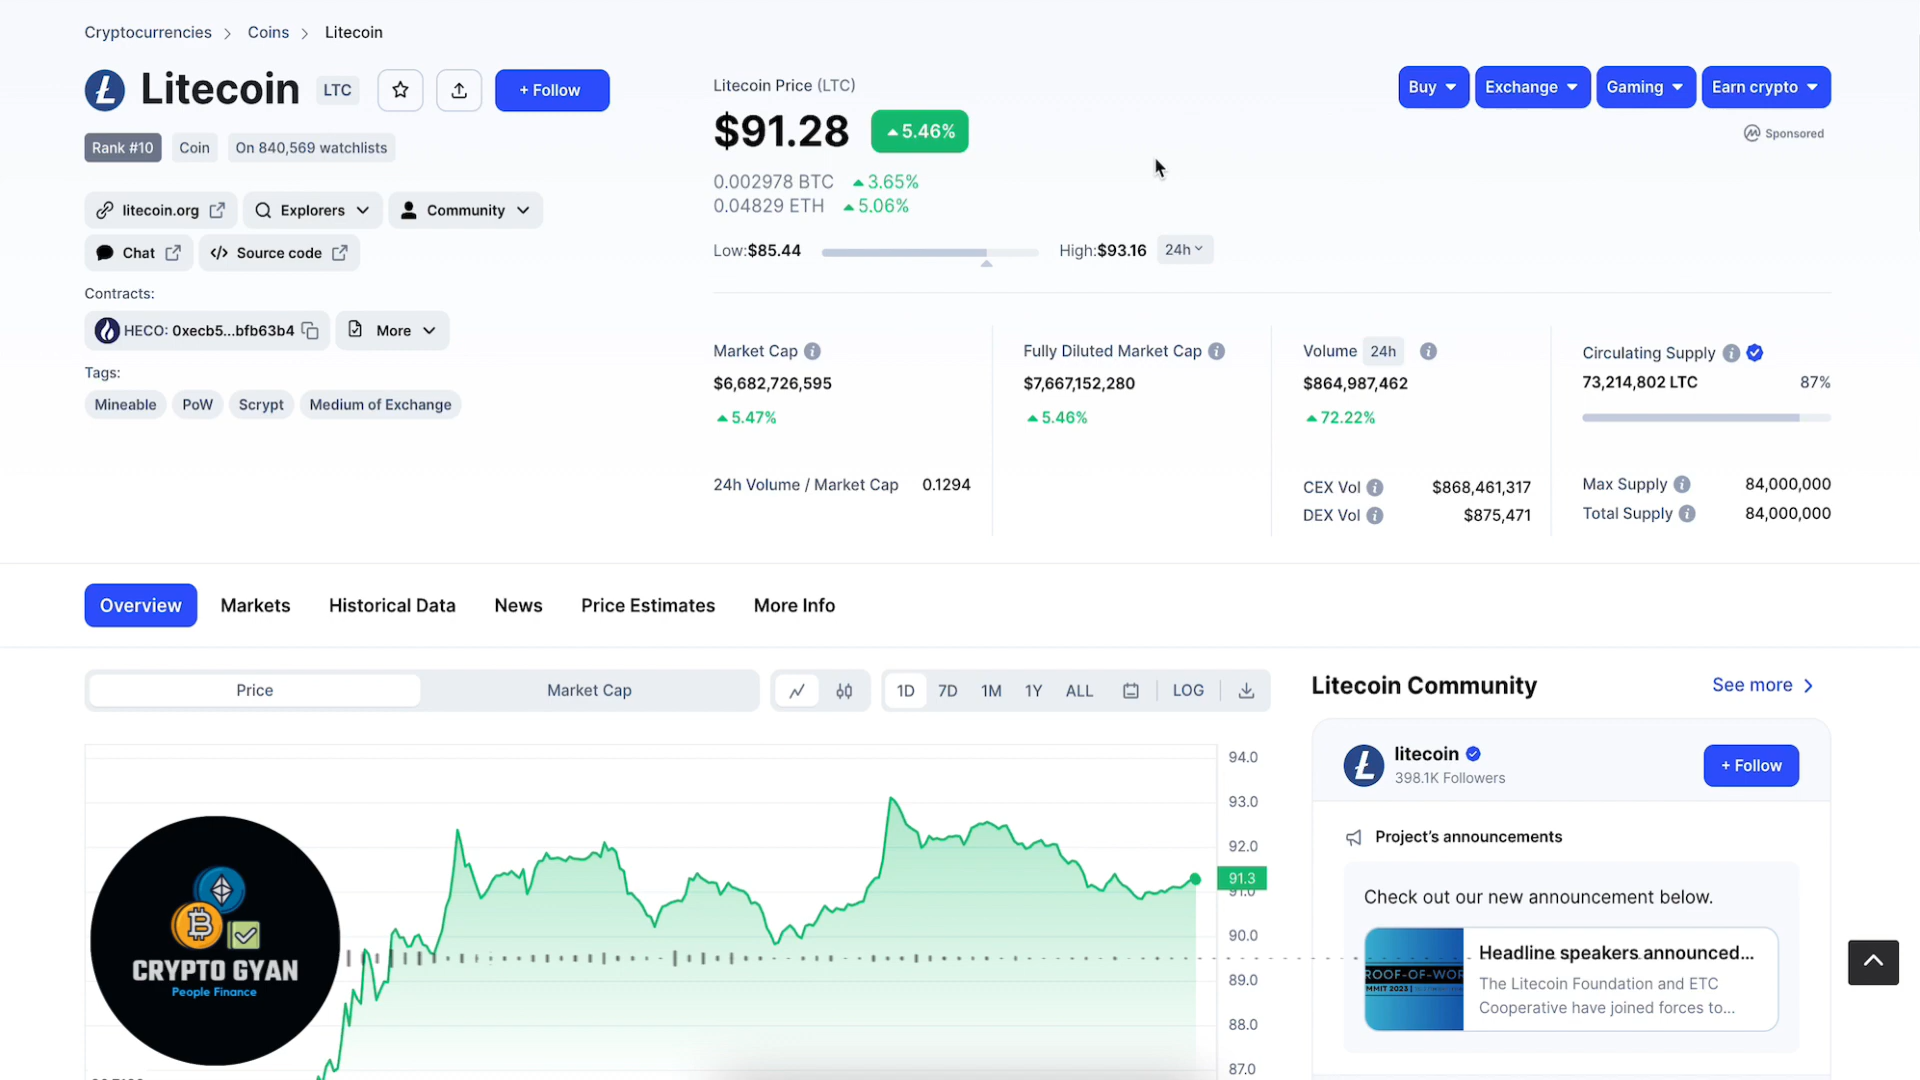 Cryptocurrencies > Coins > Litecoin
Litecoin LTC + Follow
Rank #10 Coin On 840,569 watchlists
litecoin.org Explorers Community
Chat Source code
Contracts:
HECO: 0xecb5...bfb63b4 More
Tags:
Mineable PoW Scrypt Medium of Exchange
Litecoin Price (LTC)
$91.28 5.46%
0.002978 BTC 3.65%
0.04829 ETH 5.06%
Low:$85.44 High:$93.16 24h
Buy Exchange Gaming Earn crypto
Sponsored
Market Cap
$6,682,726,595
5.47%
24h Volume / Market Cap 0.1294
Fully Diluted Market Cap
$7,667,152,280
5.46%
Volume 24h
$864,987,462
72.22%
CEX Vol $868,461,317
DEX Vol $875,471
Circulating Supply
73,214,802 LTC 87%
Max Supply 84,000,000
Total Supply 84,000,000
Overview Markets Historical Data News Price Estimates More Info
Price Market Cap 1D 7D 1M 1Y ALL LOG
94.0
93.0
92.0
91.3
91.0
90.0
89.0
88.0
87.0
CRYPTO GYAN
People Finance
Litecoin Community See more
litecoin
398.1K Followers
+ Follow
Project's announcements
Check out our new announcement below.
Headline speakers announced...
The Litecoin Foundation and ETC
Cooperative have joined forces to...
ROOF-OF-WOR
MMIT 2023